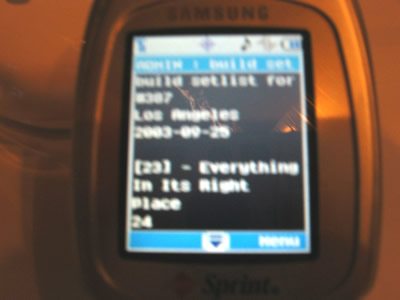 SAMSUNG
ADMIN : build set
build setlist for
#387
Los Angeles
2003-09-25
[23] - Everything
In Its Right
Place
24
Menu
Sprint.